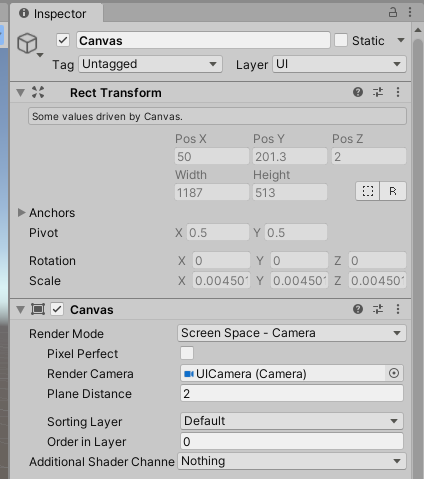 Inspector
Canvas Static
Tag Untagged Layer UI
Rect Transform
Some values driven by Canvas.
Pos X Pos Y Pos Z
50 201.3 2
Width Height
1187 513
R
Anchors
Pivot X 0.5 Y 0.5
Rotation X 0 Y 0 Z 0
Scale X 0.00450 Y 0.00450 Z 0.00450
Canvas
Render Mode Screen Space - Camera
Pixel Perfect
Render Camera UICamera (Camera)
Plane Distance 2
Sorting Layer Default
Order in Layer 0
Additional Shader Channe Nothing